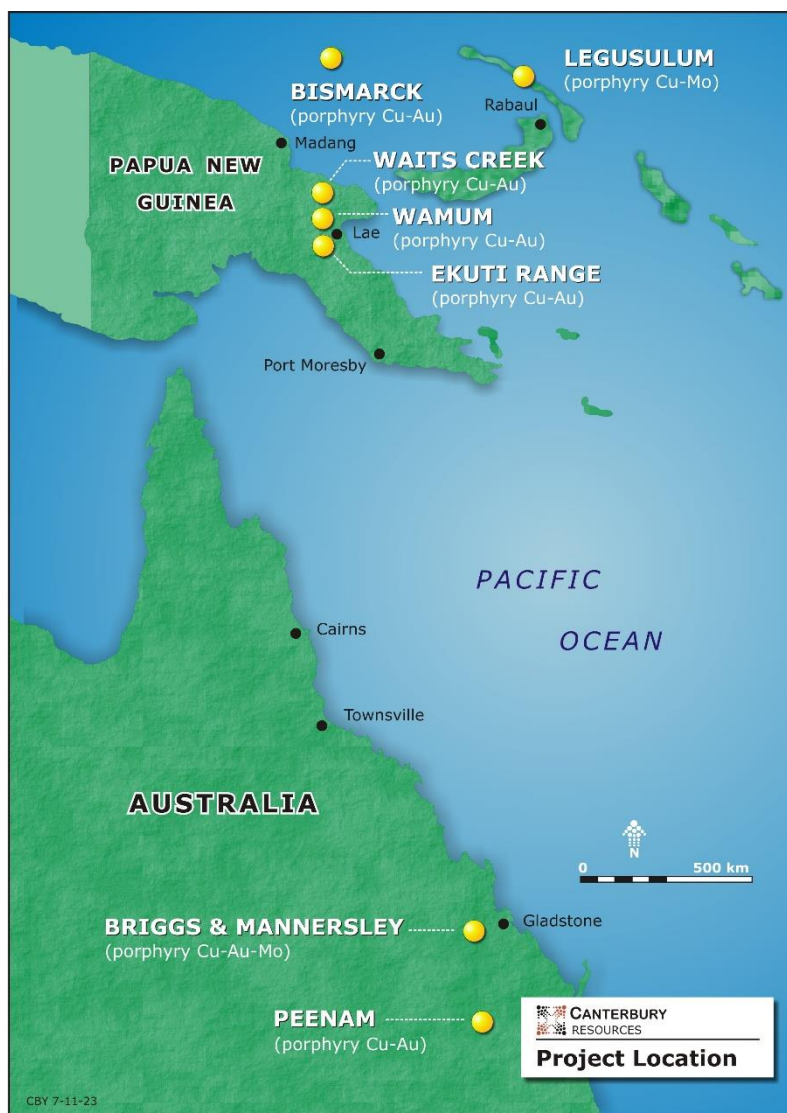 LEGUSULUM
(porphyry Cu-Mo)
BISMARCK
(porphyry Cu-Au)
Rabaul
Madang
PAPUA NEW
GUINEA
WAITS CREEK
(porphyry Cu-Au)
WAMUM
(porphyry Cu-Au)
Lae
EKUTI RANGE
(porphyry Cu-Au)
Port Moresby
PACIFIC
OCEAN
Cairns
Townsville
AUSTRALIA
N
0 500 km
BRIGGS & MANNERSLEY
(porphyry Cu-Au-Mo)
Gladstone
PEENAM
(porphyry Cu-Au)
CANTERBURY
RESOURCES
Project Location
CBY 7-11-23